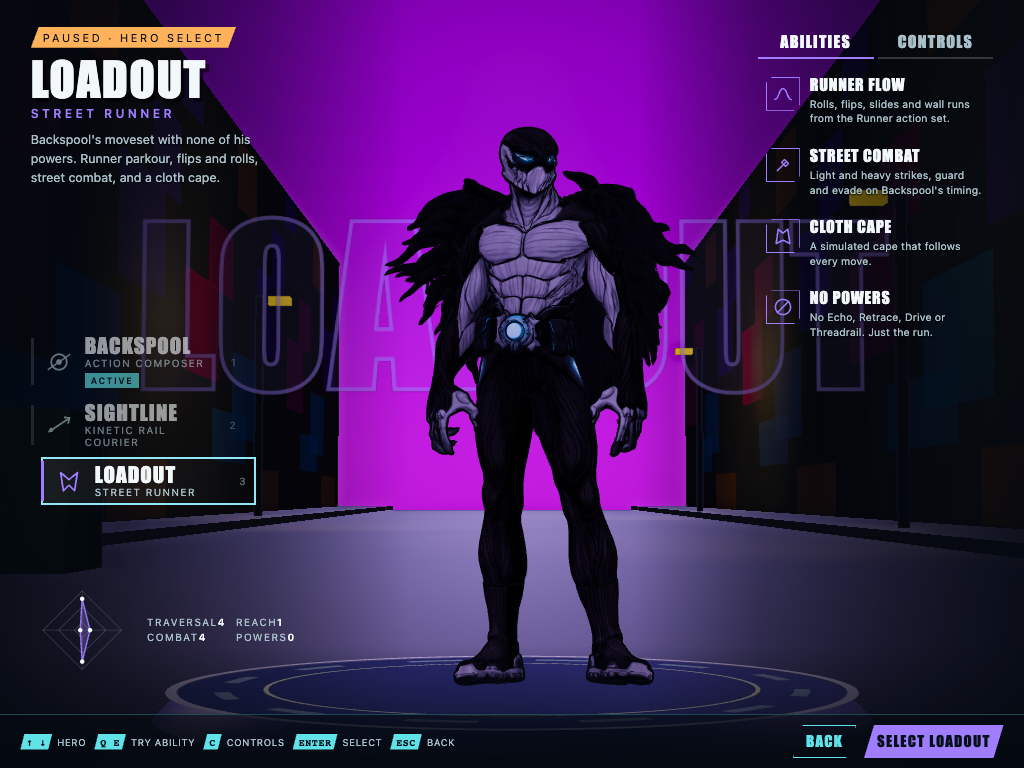 PAUSED · HERO SELECT
LOADOUT
STREET RUNNER
Backspool's moveset with none of his
powers. Runner parkour, flips and rolls,
street combat, and a cloth cape.
LOADOUT
BACKSPOOL
ACTION COMPOSER
1
ACTIVE
SIGHTLINE
KINETIC RAIL
COURIER
2
LOADOUT
STREET RUNNER
3
TRAVERSAL4 REACH1
COMBAT4 POWERS0
ABILITIES CONTROLS
RUNNER FLOW
Rolls, flips, slides and wall runs
from the Runner action set.
STREET COMBAT
Light and heavy strikes, guard
and evade on Backspool's timing.
CLOTH CAPE
A simulated cape that follows
every move.
NO POWERS
No Echo, Retrace, Drive or
Threadrail. Just the run.
↑ ↓ HERO Q E TRY ABILITY C CONTROLS ENTER SELECT ESC BACK
BACK SELECT LOADOUT